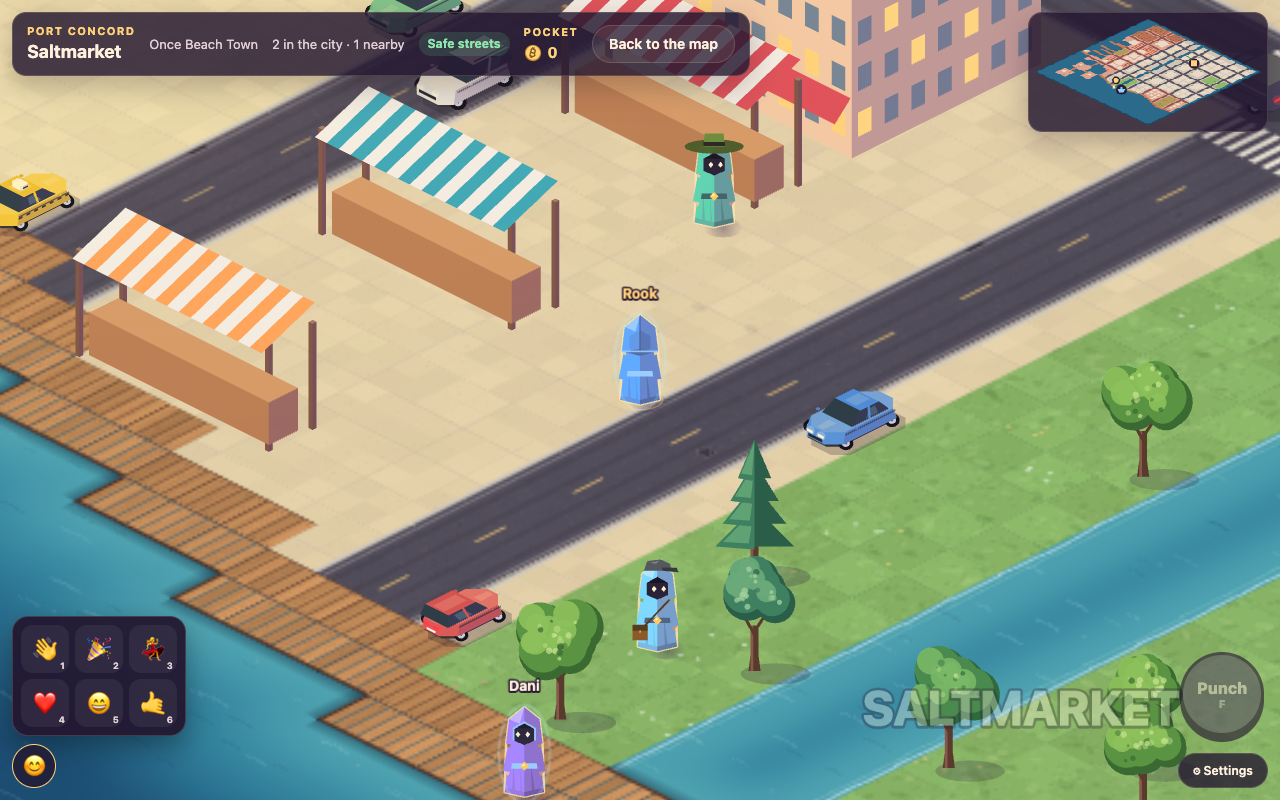 PORT CONCORD
Saltmarket
Once Beach Town
2 in the city · 1 nearby
Safe streets
POCKET
0
Back to the map
Rook
Dani
1
2
3
4
5
6
SALTMARKET
Punch
F
Settings